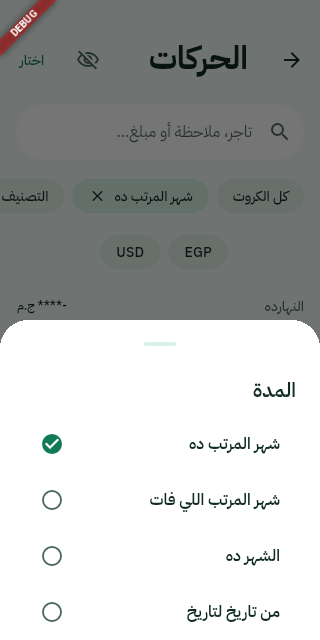 DEBUG
الحركات
اختار
تاجر، ملاحظة أو مبلغ...
كل الكروت
شهر المرتب ده
التصنيف
EGP
USD
النهارده
-**** ج.م
المدة
شهر المرتب ده
شهر المرتب اللي فات
الشهر ده
من تاريخ لتاريخ